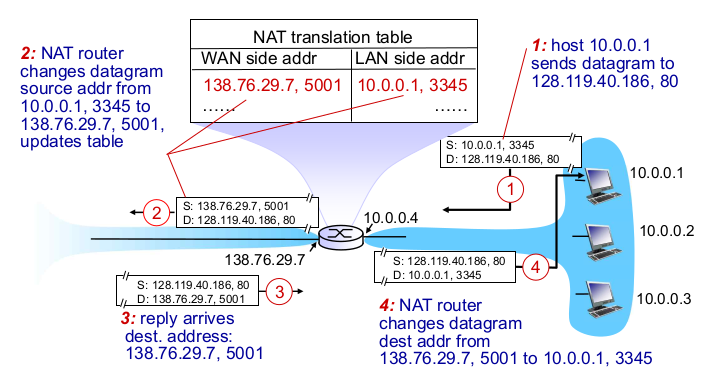 NAT translation table
WAN side addr LAN side addr
138.76.29.7, 5001 10.0.0.1, 3345
...... ......
2: NAT router
changes datagram
source addr from
10.0.0.1, 3345 to
138.76.29.7, 5001,
updates table
1: host 10.0.0.1
sends datagram to
128.119.40.186, 80
S: 10.0.0.1, 3345
D: 128.119.40.186, 80
1
10.0.0.1
S: 138.76.29.7, 5001
D: 128.119.40.186, 80
2
10.0.0.4
10.0.0.2
138.76.29.7
S: 128.119.40.186, 80
D: 10.0.0.1, 3345
4
S: 128.119.40.186, 80
D: 138.76.29.7, 5001
3
10.0.0.3
3: reply arrives
dest. address:
138.76.29.7, 5001
4: NAT router
changes datagram
dest addr from
138.76.29.7, 5001 to 10.0.0.1, 3345